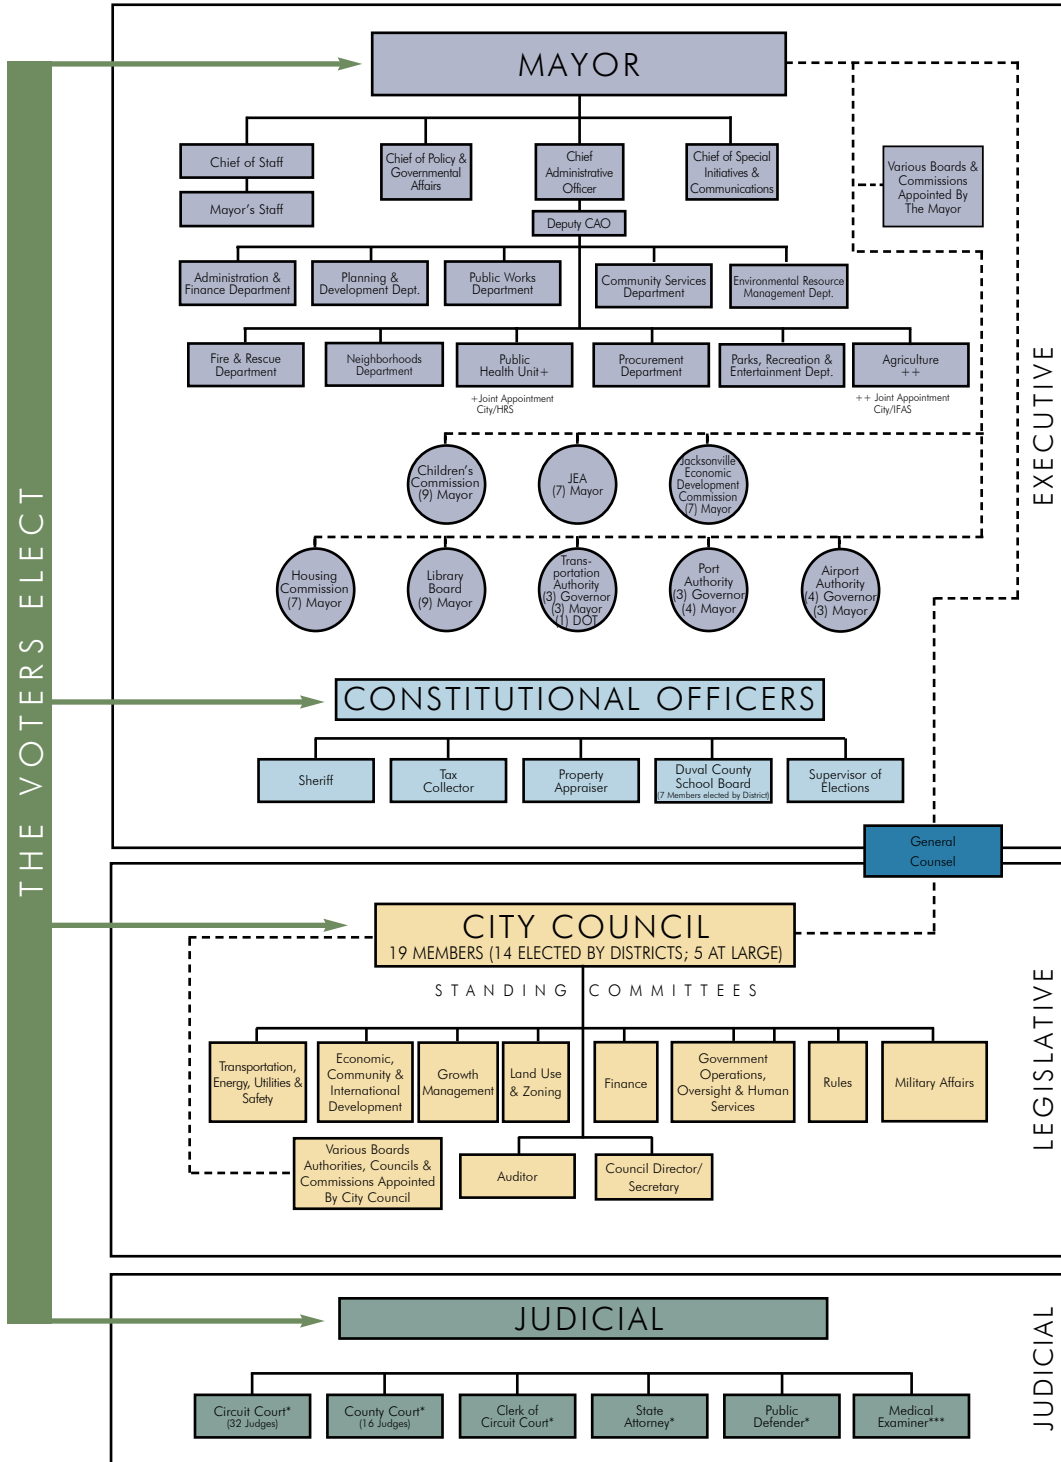 THE VOTERS ELECT
EXECUTIVE
MAYOR
Chief of Staff
Mayor's Staff
Chief of Policy &
Governmental
Affairs
Chief
Administrative
Officer
Chief of Special
Initiatives &
Communications
Various Boards &
Commissions
Appointed By
The Mayor
Deputy CAO
Administration &
Finance Department
Planning &
Development Dept.
Public Works
Department
Community Services
Department
Environmental Resource
Management Dept.
Fire & Rescue
Department
Neighborhoods
Department
Public
Health Unit+
Procurement
Department
Parks, Recreation &
Entertainment Dept.
Agriculture
++
+Joint Appointment
City/HRS
++ Joint Appointment
City/IFAS
Children's
Commission
(9) Mayor
JEA
(7) Mayor
Jacksonville
Economic
Development
Commission
(7) Mayor
Housing
Commission
(7) Mayor
Library
Board
(9) Mayor
Trans-
portation
Authority
(3) Governor
(3) Mayor
(1) DOT
Port
Authority
(3) Governor
(4) Mayor
Airport
Authority
(4) Governor
(3) Mayor
CONSTITUTIONAL OFFICERS
Sheriff
Tax
Collector
Property
Appraiser
Duval County
School Board
(7 Members elected by District)
Supervisor of
Elections
General
Counsel
LEGISLATIVE
CITY COUNCIL
19 MEMBERS (14 ELECTED BY DISTRICTS; 5 AT LARGE)
STANDING COMMITTEES
Transportation,
Energy, Utilities &
Safety
Economic,
Community &
International
Development
Growth
Management
Land Use
& Zoning
Finance
Government
Operations,
Oversight & Human
Services
Rules
Military Affairs
Various Boards
Authorities, Councils &
Commissions Appointed
By City Council
Auditor
Council Director/
Secretary
JUDICIAL
JUDICIAL
Circuit Court*
(32 Judges)
County Court*
(16 Judges)
Clerk of
Circuit Court*
State
Attorney*
Public
Defender*
Medical
Examiner***